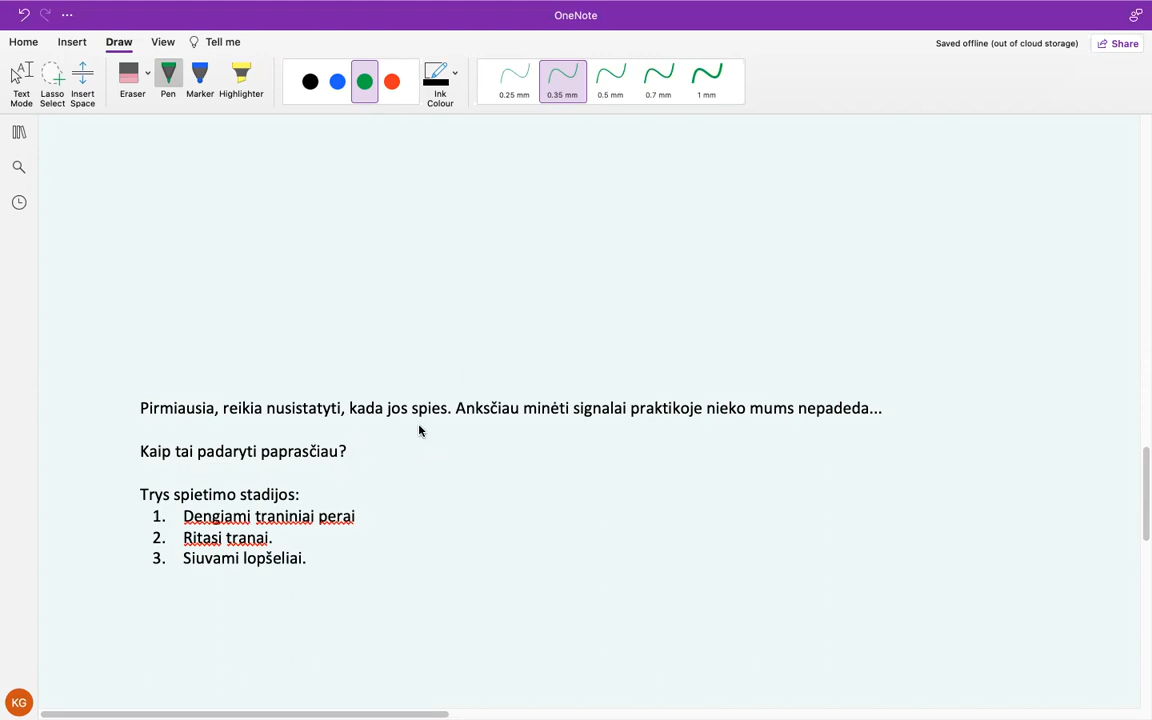 OneNote
Home Insert Draw View Tell me
Saved offline (out of cloud storage) Share
Text Mode
Lasso Select
Insert Space
Eraser
Pen
Marker
Highlighter
Ink Colour
0.25 mm
0.35 mm
0.5 mm
0.7 mm
1 mm
Pirmiausia, reikia nusistatyti, kada jos spies. Anksčiau minėti signalai praktikoje nieko mums nepadeda...
Kaip tai padaryti paprasčiau?
Trys spietimo stadijos:
1. Dengiami traniniai perai
2. Ritasi tranai.
3. Siuvami lopšeliai.
KG